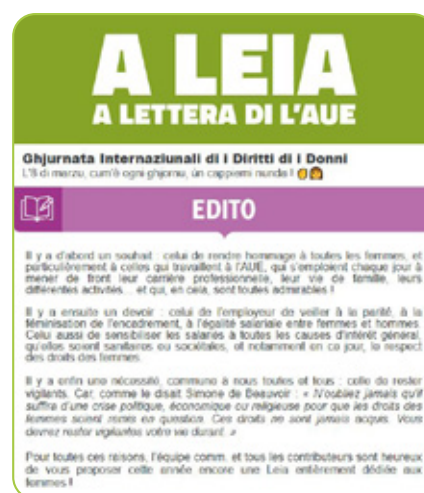 A LEIA
A LETTERA DI L'AUE
Ghjurnata Internaziunali di i Diritti di i Donni
L'8 di marzu, cum'è ogni ghjornu, ùn cappiemi nunda !
EDITO
Il y a d'abord un souhait : celui de rendre hommage à toutes les femmes, et
particulièrement à celles qui travaillent à l'AUE, qui s'emploient chaque jour à
mener de front leur carrière professionnelle, leur vie de famille, leurs
différentes activités... et qui, en cela, sont toutes admirables !
Il y a ensuite un devoir : celui de l'employeur de veiller à la parité, à la
féminisation de l'encadrement, à l'égalité salariale entre femmes et hommes.
Celui aussi de sensibiliser les salariés à toutes les causes d'intérêt général,
qu'elles soient sanitaires ou sociétales, et notamment en ce jour, le respect
des droits des femmes.
Il y a enfin une nécessité, commune à nous toutes et tous : celle de rester
vigilants. Car, comme le disait Simone de Beauvoir : « N'oubliez jamais qu'il
suffira d'une crise politique, économique ou religieuse pour que les droits des
femmes soient remis en question. Ces droits ne sont jamais acquis. Vous
devrez rester vigilantes votre vie durant. »
Pour toutes ces raisons, l'équipe comm. et tous les contributeurs sont heureux
de vous proposer cette année encore une Leia entièrement dédiée aux
femmes !